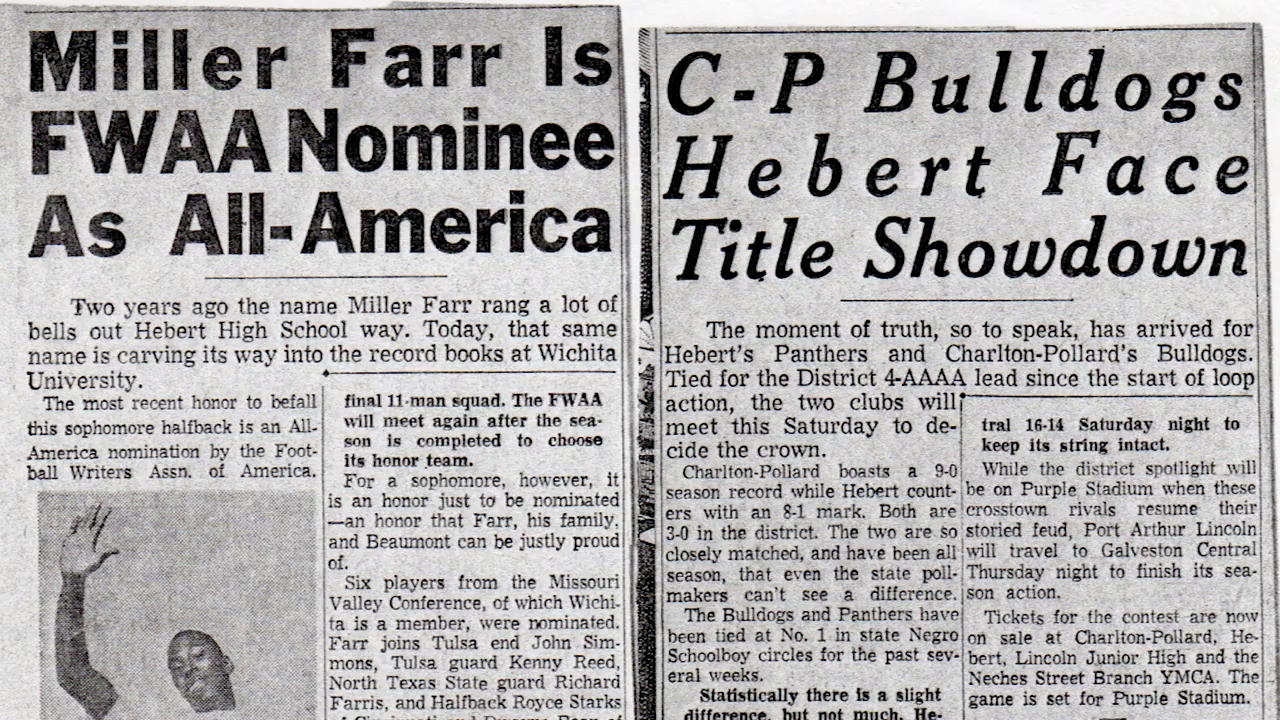 Miller Farr Is
FWAA Nominee
As All-America
Two years ago the name Miller Farr rang a lot of
bells out Hebert High School way. Today, that same
name is carving its way into the record books at Wichita
University.
The most recent honor to befall
this sophomore halfback is an All-
America nomination by the Foot-
ball Writers Assn. of America.
final 11-man squad. The FWAA
will meet again after the sea-
son is completed to choose
its honor team.
For a sophomore, however, it
is an honor just to be nominated
—an honor that Farr, his family,
and Beaumont can be justly proud
of.
Six players from the Missouri
Valley Conference, of which Wichi-
ta is a member, were nominated.
Farr joins Tulsa end John Sim-
mons, Tulsa guard Kenny Reed,
North Texas State guard Richard
Farris, and Halfback Royce Starks
C-P Bulldogs
Hebert Face
Title Showdown
The moment of truth, so to speak, has arrived for
Hebert's Panthers and Charlton-Pollard's Bulldogs.
Tied for the District 4-AAAA lead since the start of loop
action, the two clubs will
meet this Saturday to de-
cide the crown.
Charlton-Pollard boasts a 9-0
season record while Hebert count-
ers with an 8-1 mark. Both are
3-0 in the district. The two are so
closely matched, and have been all
season, that even the state poll-
makers can't see a difference.
The Bulldogs and Panthers have
been tied at No. 1 in state Negro
Schoolboy circles for the past sev-
eral weeks.
Statistically there is a slight
difference, but not much. He-
tral 16-14 Saturday night to
keep its string intact.
While the district spotlight will
be on Purple Stadium when these
crosstown rivals resume their
storied feud, Port Arthur Lincoln
will travel to Galveston Central
Thursday night to finish its sea-
son action.
Tickets for the contest are now
on sale at Charlton-Pollard, He-
bert, Lincoln Junior High and the
Neches Street Branch YMCA. The
game is set for Purple Stadium.